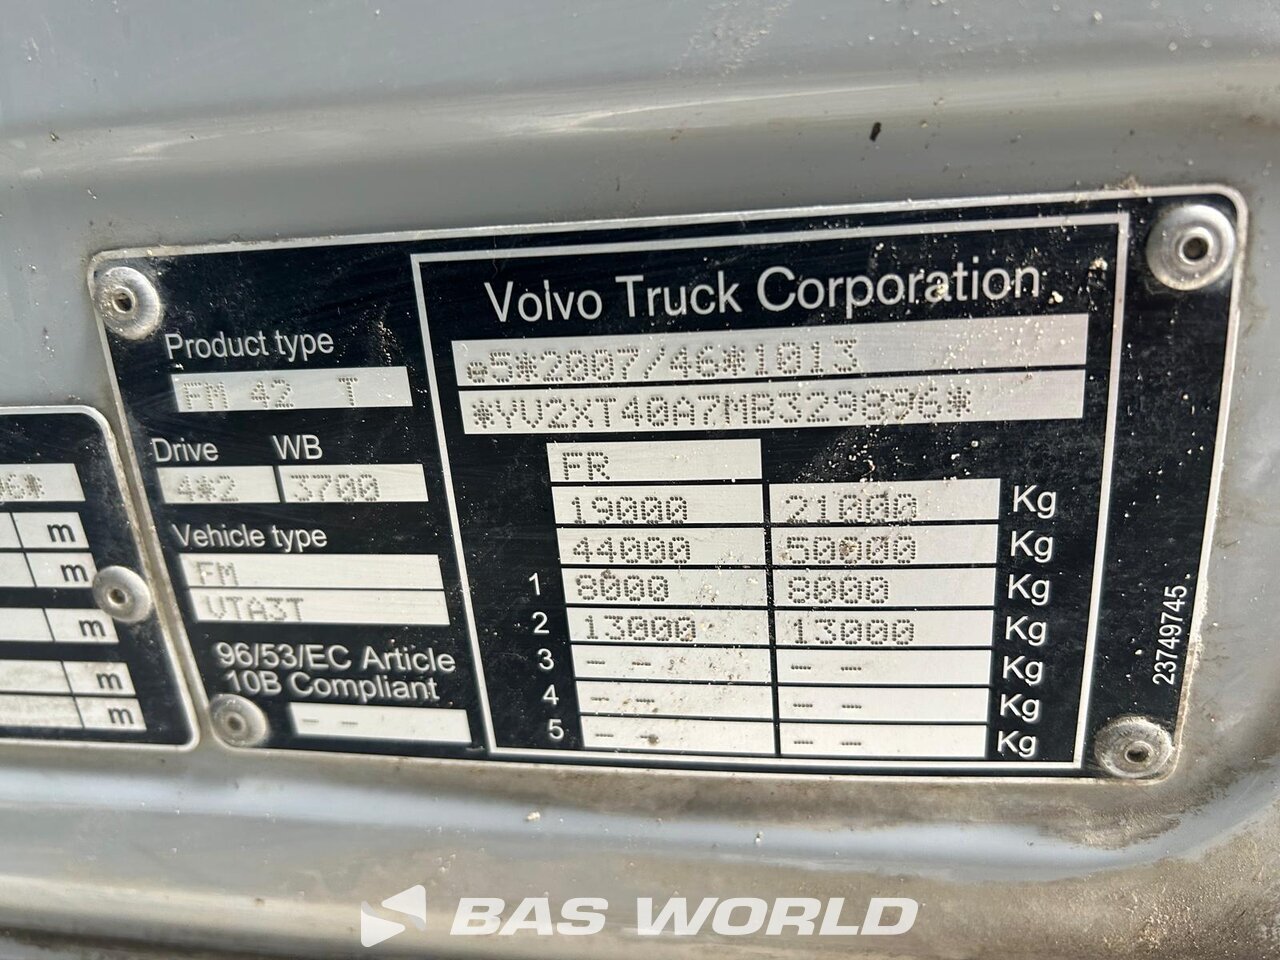 Volvo Truck Corporation
Product type
FM 42 T
e5*2007/46*1013
*YV2XT40A7MB329896*
Drive WB
4*2 3700
FR
19000 21000 Kg
44000 50000 Kg
1 8000 8000 Kg
2 13000 13000 Kg
3 -- -- Kg
4 -- -- Kg
5 -- -- Kg
Vehicle type
FM
VTA3T
96/53/EC Article
10B Compliant
-- 
23749745
6*
m
m
m
m
m
BAS WORLD